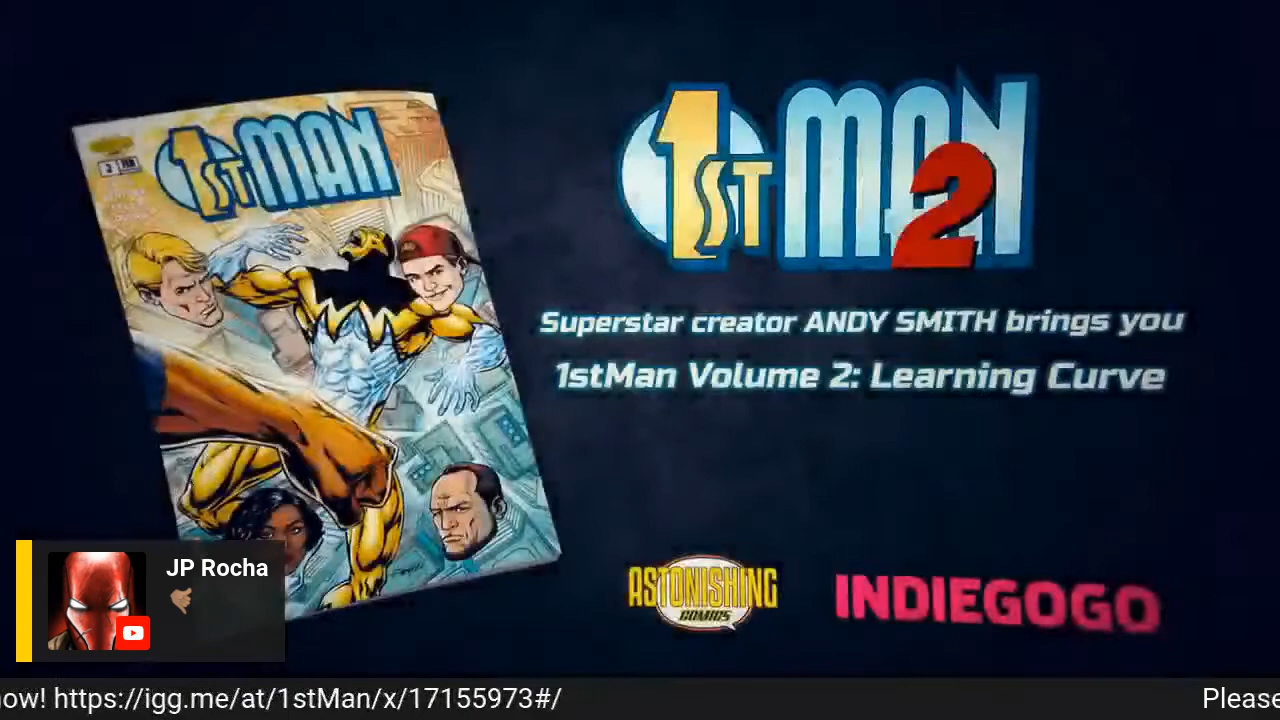 1ST MAN
1ST MAN
2
Superstar creator ANDY SMITH brings you
1stMan Volume 2: Learning Curve
JP Rocha
ASTONISHING
COMICS
INDIEGOGO
now! https://igg.me/at/1stMan/x/17155973#/
Please